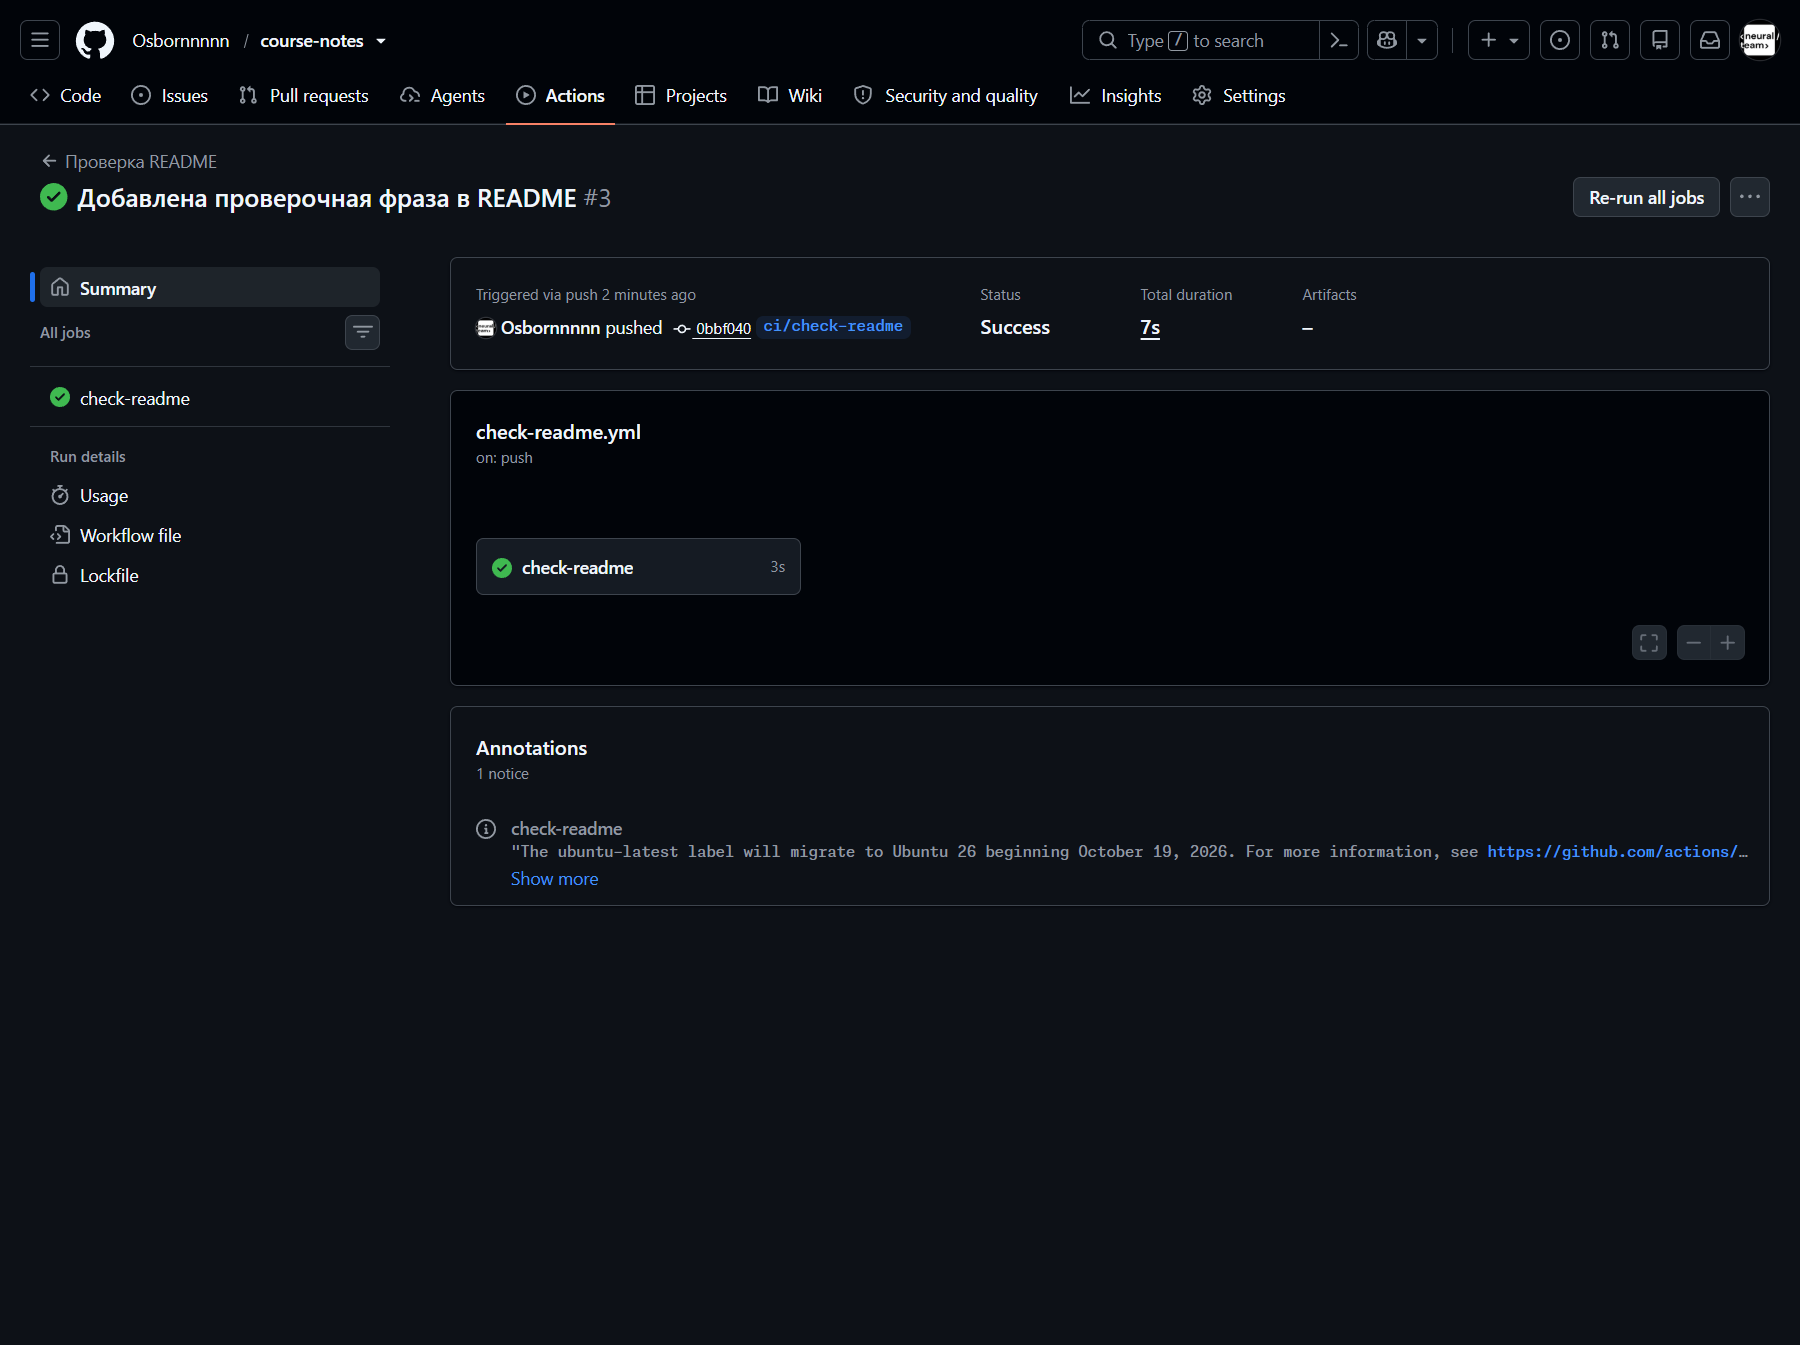 Osbornnnnn / course-notes
Type / to search
Code Issues Pull requests Agents Actions Projects Wiki Security and quality Insights Settings
Проверка README
Добавлена проверочная фраза в README #3
Re-run all jobs
Summary
All jobs
check-readme
Run details
Usage
Workflow file
Lockfile
Triggered via push 2 minutes ago
Osbornnnnn pushed 0bbf040 ci/check-readme
Status
Success
Total duration
7s
Artifacts
–
check-readme.yml
on: push
check-readme 3s
Annotations
1 notice
check-readme
"The ubuntu-latest label will migrate to Ubuntu 26 beginning October 19, 2026. For more information, see https://github.com/actions/…
Show more